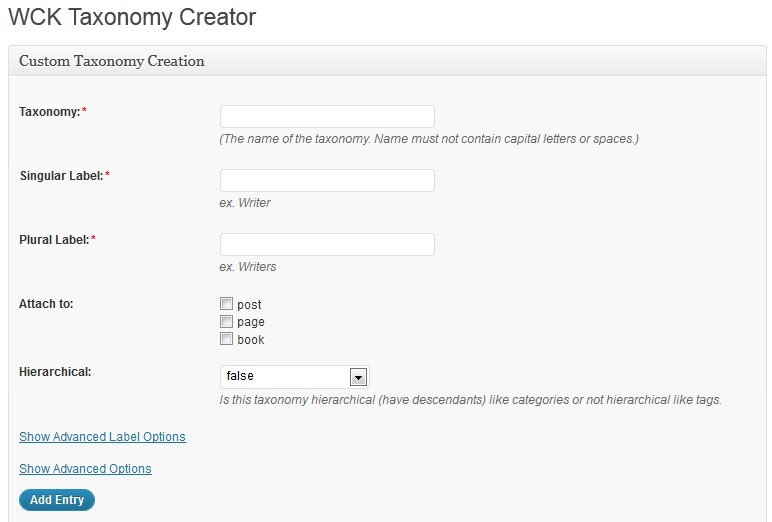 WCK Taxonomy Creator
Custom Taxonomy Creation
Taxonomy:*
(The name of the taxonomy. Name must not contain capital letters or spaces.)
Singular Label:*
ex. Writer
Plural Label:*
ex. Writers
Attach to:
post
page
book
Hierarchical:
false
Is this taxonomy hierarchical (have descendants) like categories or not hierarchical like tags.
Show Advanced Label Options
Show Advanced Options
Add Entry